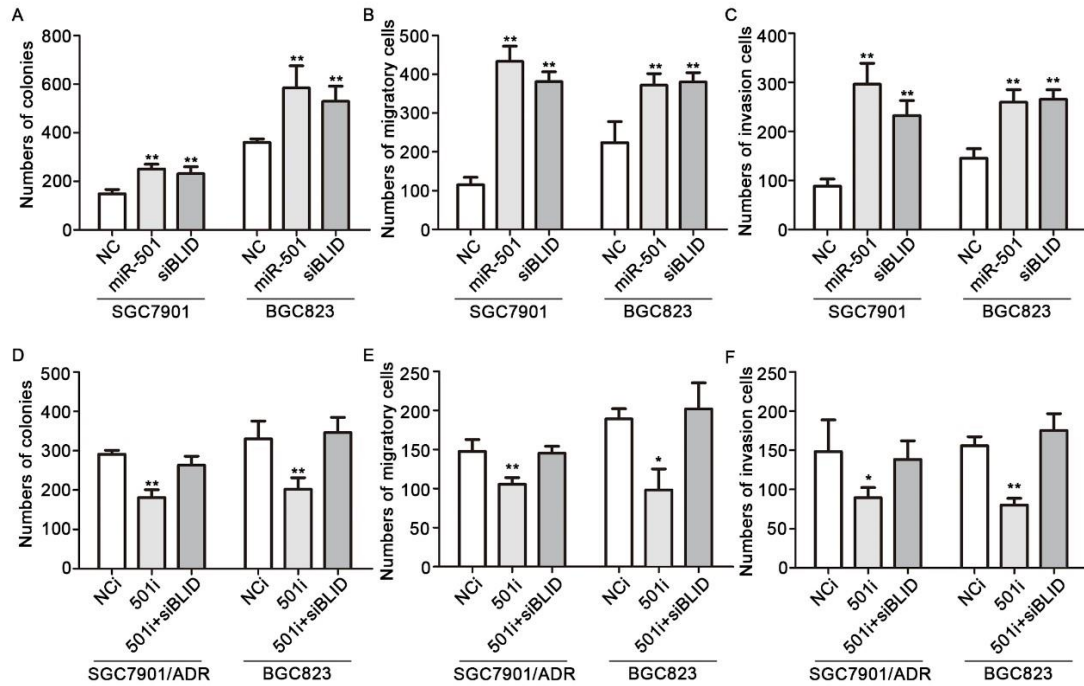 A
Numbers of colonies
800
600
400
200
0
** ** ** **
NC miR-501 siBLID NC miR-501 siBLID
SGC7901 BGC823
B
Numbers of migratory cells
500
400
300
200
100
0
** ** ** **
NC miR-501 siBLID NC miR-501 siBLID
SGC7901 BGC823
C
Numbers of invasion cells
400
300
200
100
0
** ** ** **
NC miR-501 siBLID NC miR-501 siBLID
SGC7901 BGC823
D
Numbers of colonies
500
400
300
200
100
0
** **
NCi 501i 501i+siBLID NCi 501i 501i+siBLID
SGC7901/ADR BGC823
E
Numbers of migratory cells
250
200
150
100
50
0
** *
NCi 501i 501i+siBLID NCi 501i 501i+siBLID
SGC7901/ADR BGC823
F
Numbers of invasion cells
250
200
150
100
50
0
* **
NCi 501i 501i+siBLID NCi 501i 501i+siBLID
SGC7901/ADR BGC823